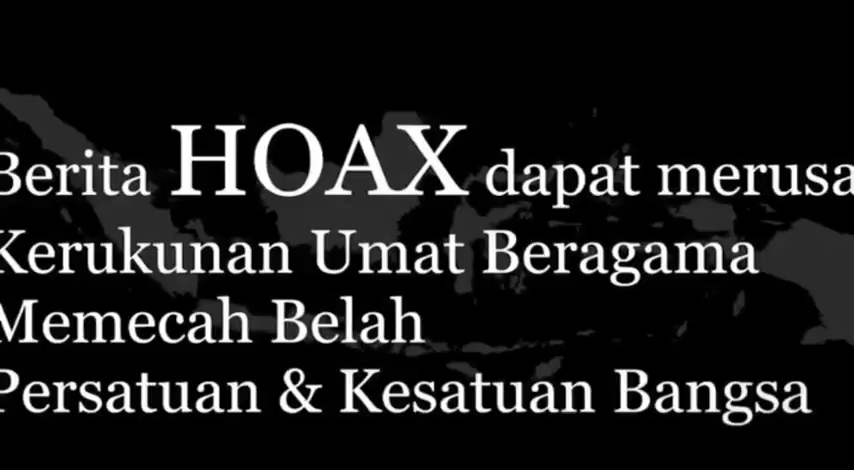 Berita HOAX dapat merusa
Kerukunan Umat Beragama
Memecah Belah
Persatuan & Kesatuan Bangsa